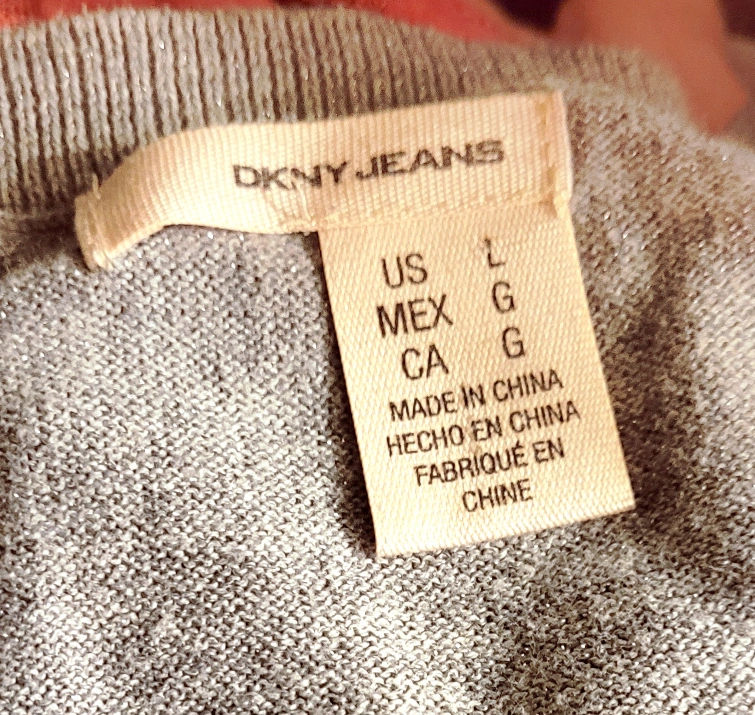 DKNY JEANS
US L
MEX G
CA G
MADE IN CHINA
HECHO EN CHINA
FABRIQUÉ EN
CHINE